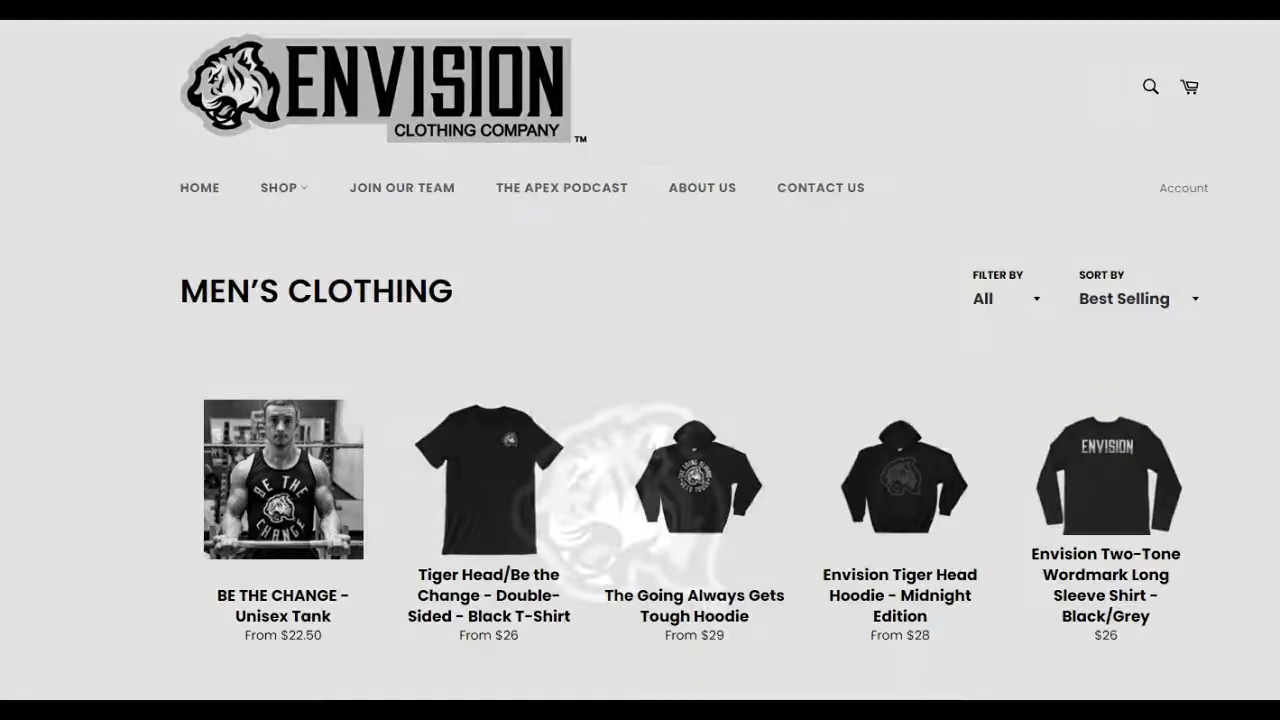 ENVISION
CLOTHING COMPANY
TM
HOME SHOP JOIN OUR TEAM THE APEX PODCAST ABOUT US CONTACT US Account
MEN'S CLOTHING
FILTER BY
All
SORT BY
Best Selling
BE THE
CHANGE
BE THE CHANGE -
Unisex Tank
From $22.50
Tiger Head/Be the
Change - Double-
Sided - Black T-Shirt
From $26
The Going Always Gets
Tough Hoodie
From $29
Envision Tiger Head
Hoodie - Midnight
Edition
From $28
ENVISION
Envision Two-Tone
Wordmark Long
Sleeve Shirt -
Black/Grey
$26